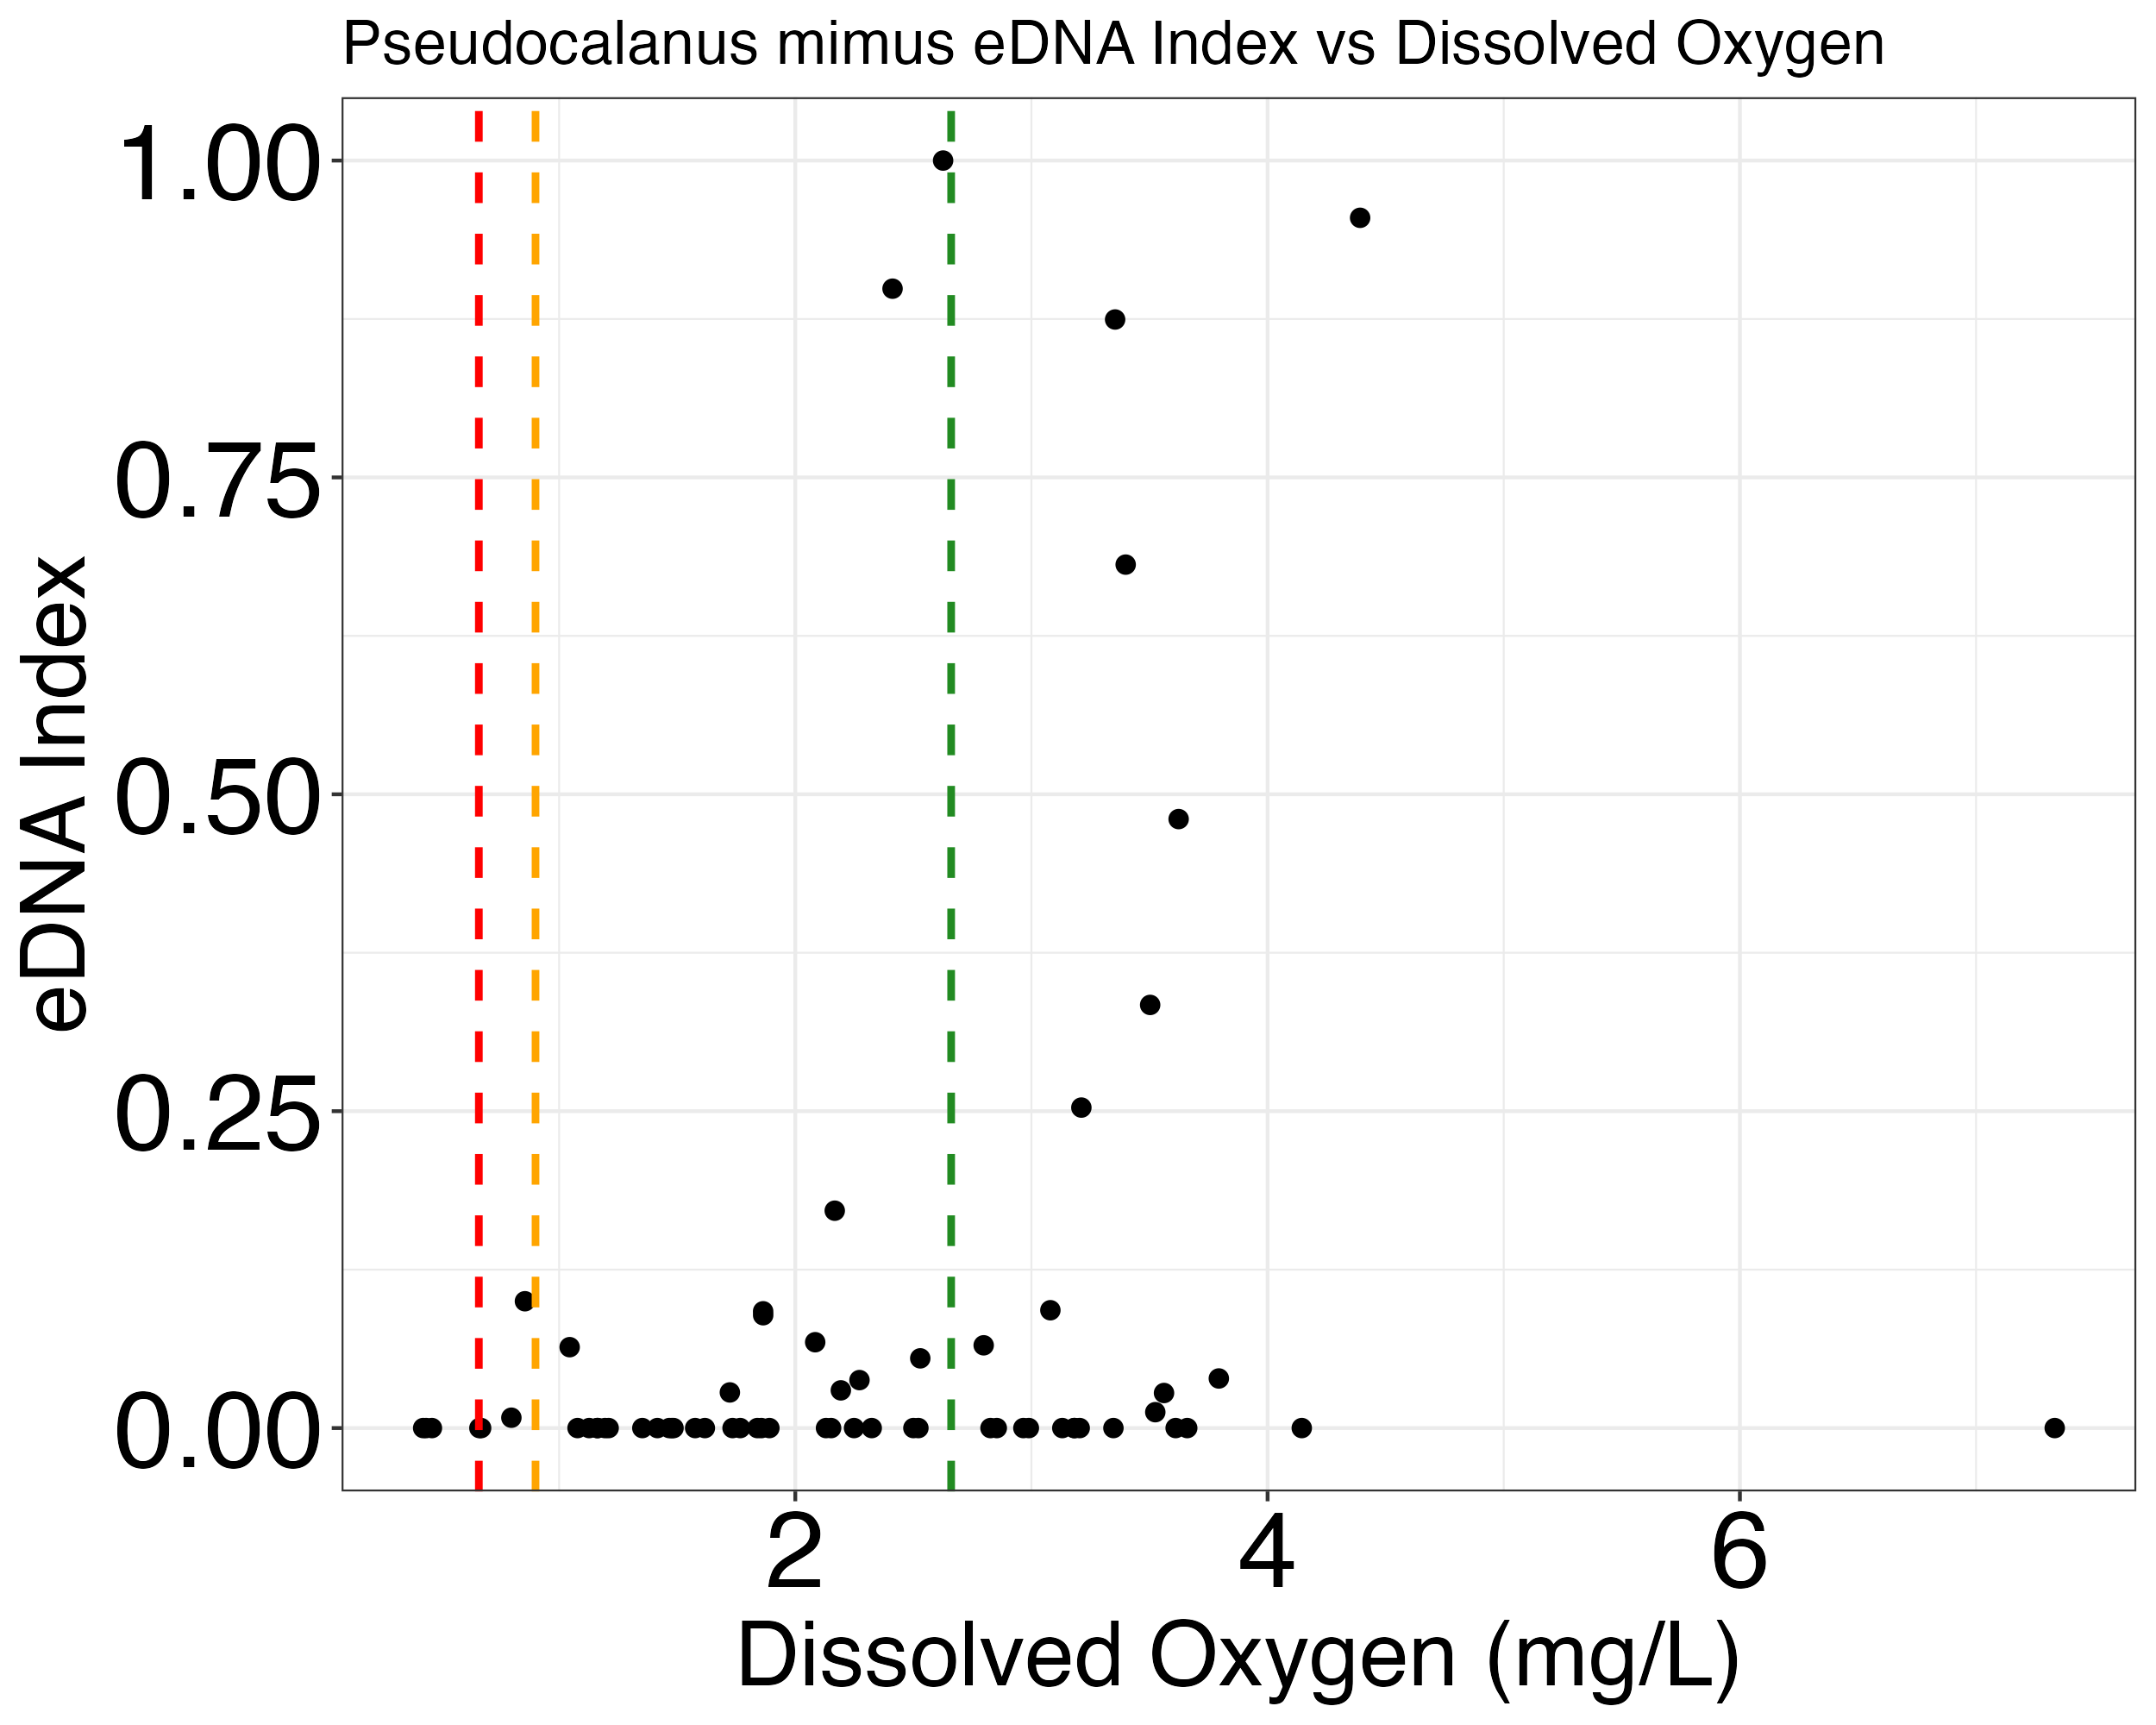 Pseudocalanus mimus eDNA Index vs Dissolved Oxygen
1.00
0.75
0.50
0.25
0.00
eDNA Index
2 4 6
Dissolved Oxygen (mg/L)